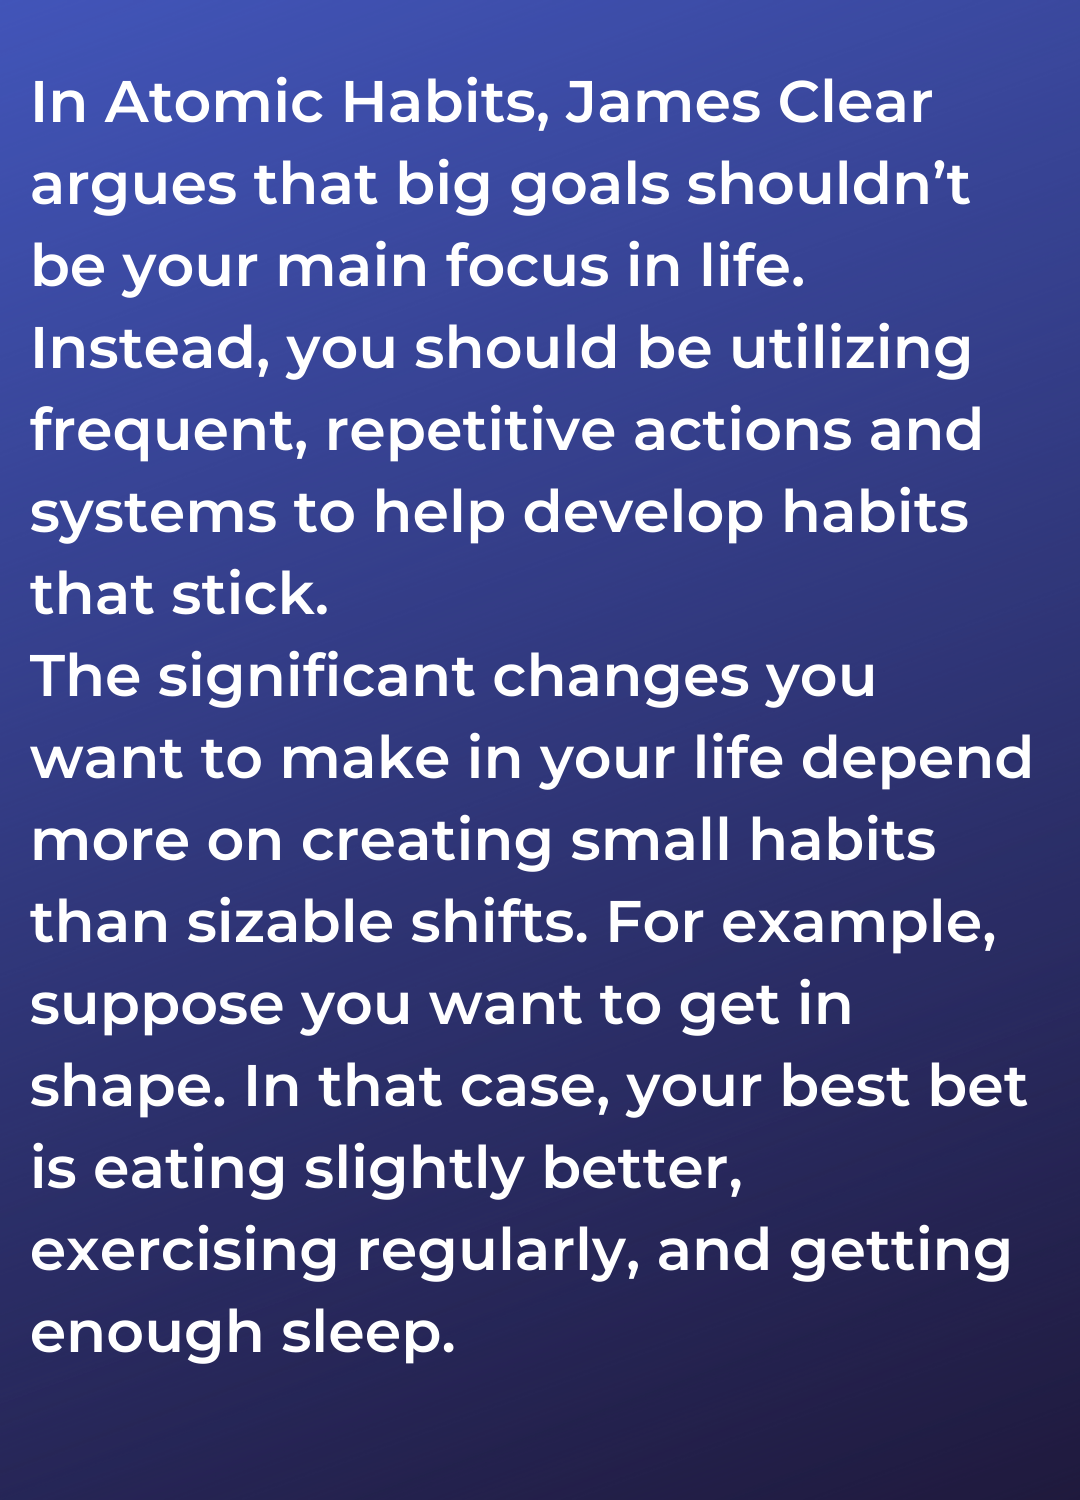 In Atomic Habits, James Clear
argues that big goals shouldn’t
be your main focus in life.
Instead, you should be utilizing
frequent, repetitive actions and
systems to help develop habits
that stick.
The significant changes you
want to make in your life depend
more on creating small habits
than sizable shifts. For example,
suppose you want to get in
shape. In that case, your best bet
is eating slightly better,
exercising regularly, and getting
enough sleep.